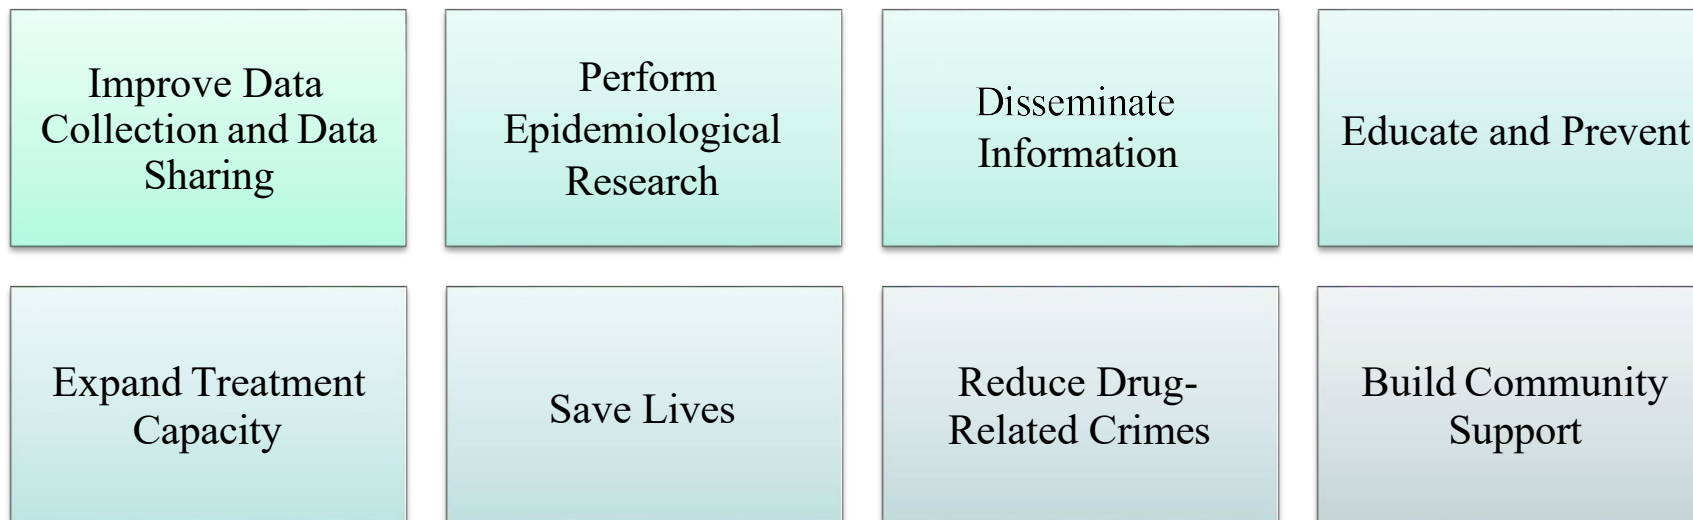 Improve Data
Collection and Data
Sharing
Perform
Epidemiological
Research
Disseminate
Information
Educate and Prevent
Expand Treatment
Capacity
Save Lives
Reduce Drug-
Related Crimes
Build Community
Support